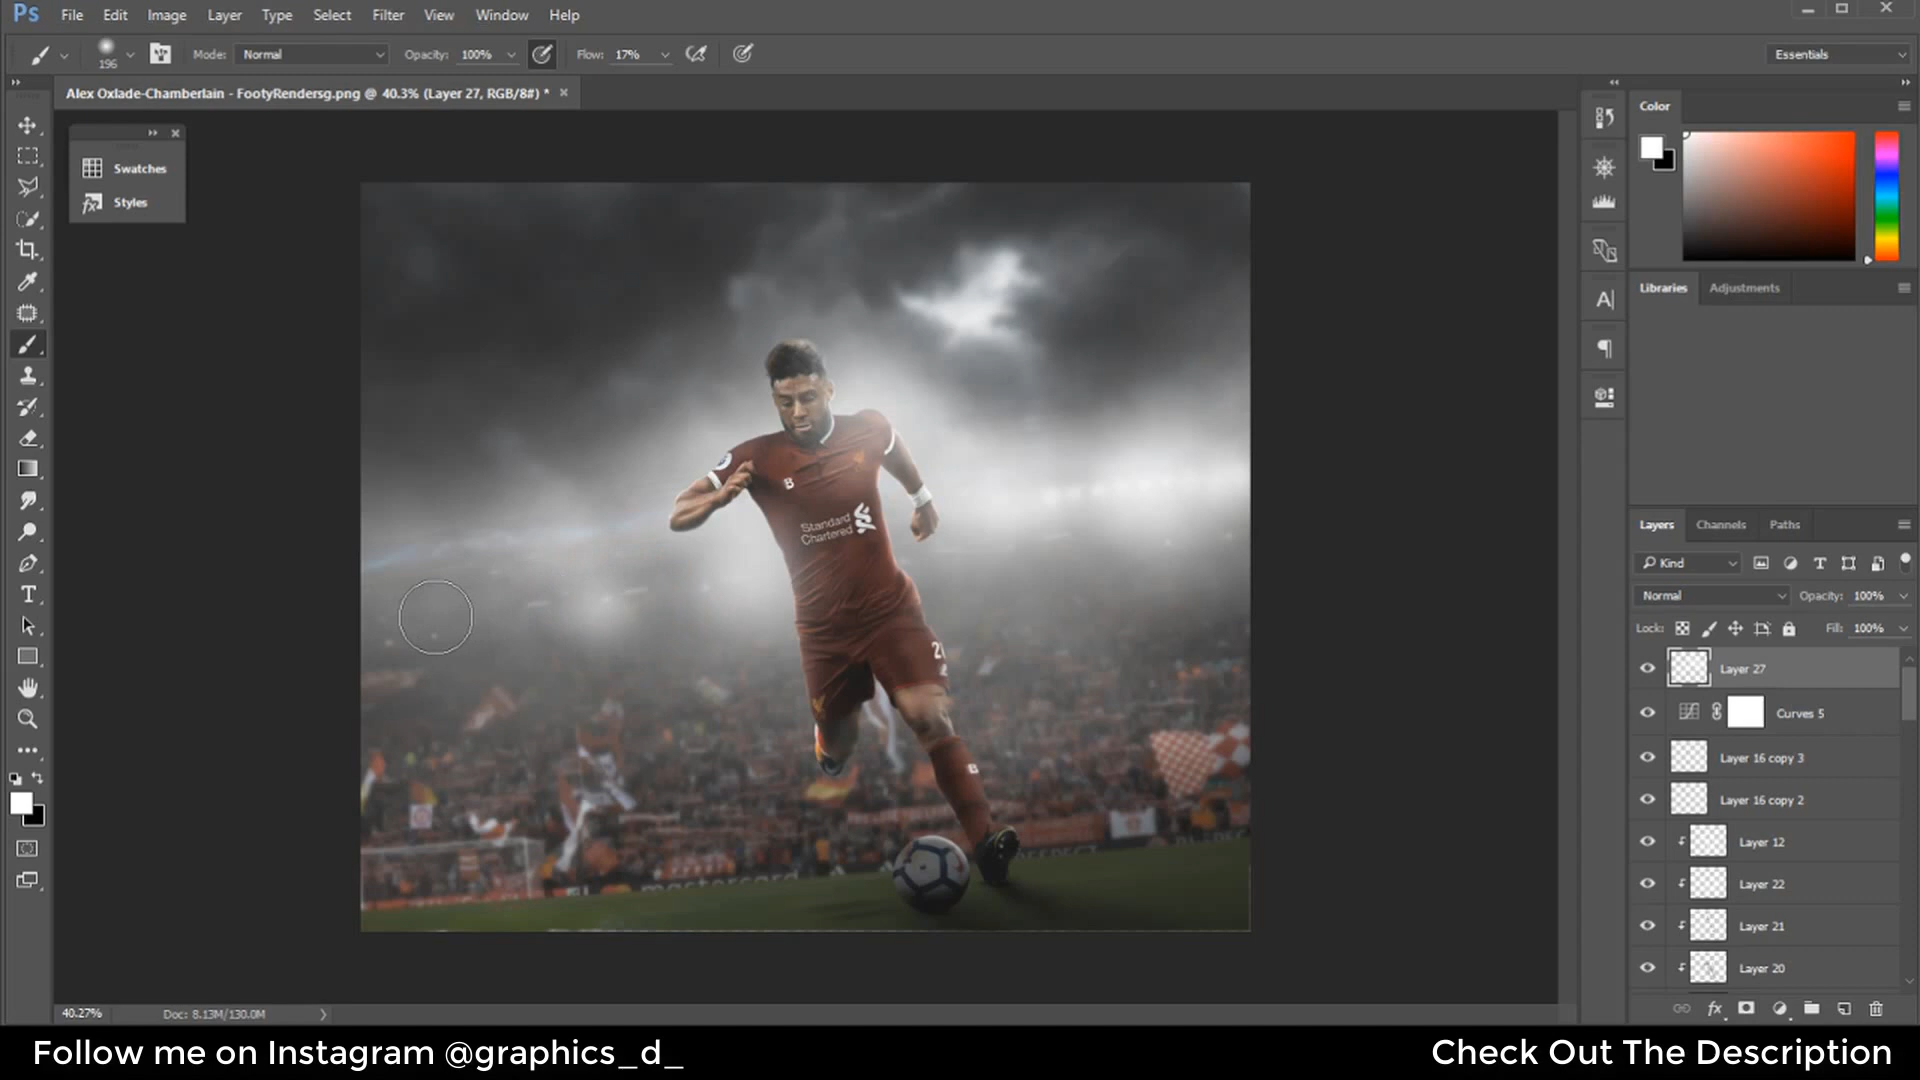 Ps File Edit Image Layer Type Select Filter View Window Help
196 Mode: Normal Opacity: 100% Flow: 17% Essentials
Alex Oxlade-Chamberlain - FootyRendersg.png @ 40.3% (Layer 27, RGB/8#) * ×
Color
Swatches
Styles
Libraries Adjustments
Standard
Chartered
Layers Channels Paths
Kind
Normal Opacity: 100%
Lock: Fill: 100%
Layer 27
Curves 5
Layer 16 copy 3
Layer 16 copy 2
Layer 12
Layer 22
Layer 21
Layer 20
mastercard
40.27% Doc: 8.13M/130.0M
Follow me on Instagram @graphics_d_
Check Out The Description